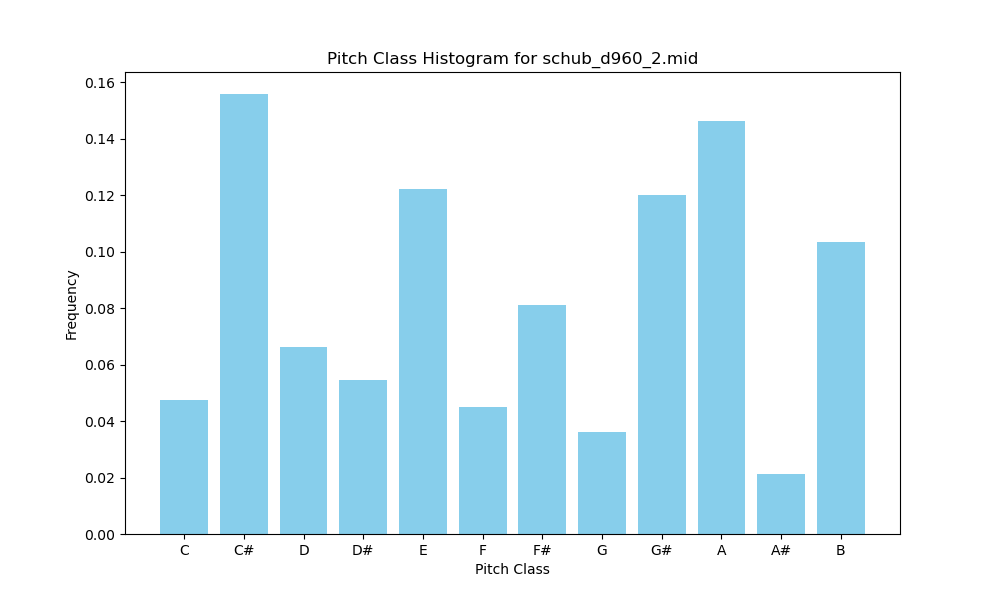 Pitch Class Histogram for schub_d960_2.mid
0.16
0.14
0.12
0.10
0.08
0.06
0.04
0.02
0.00
Frequency
C C# D D# E F F# G G# A A# B
Pitch Class